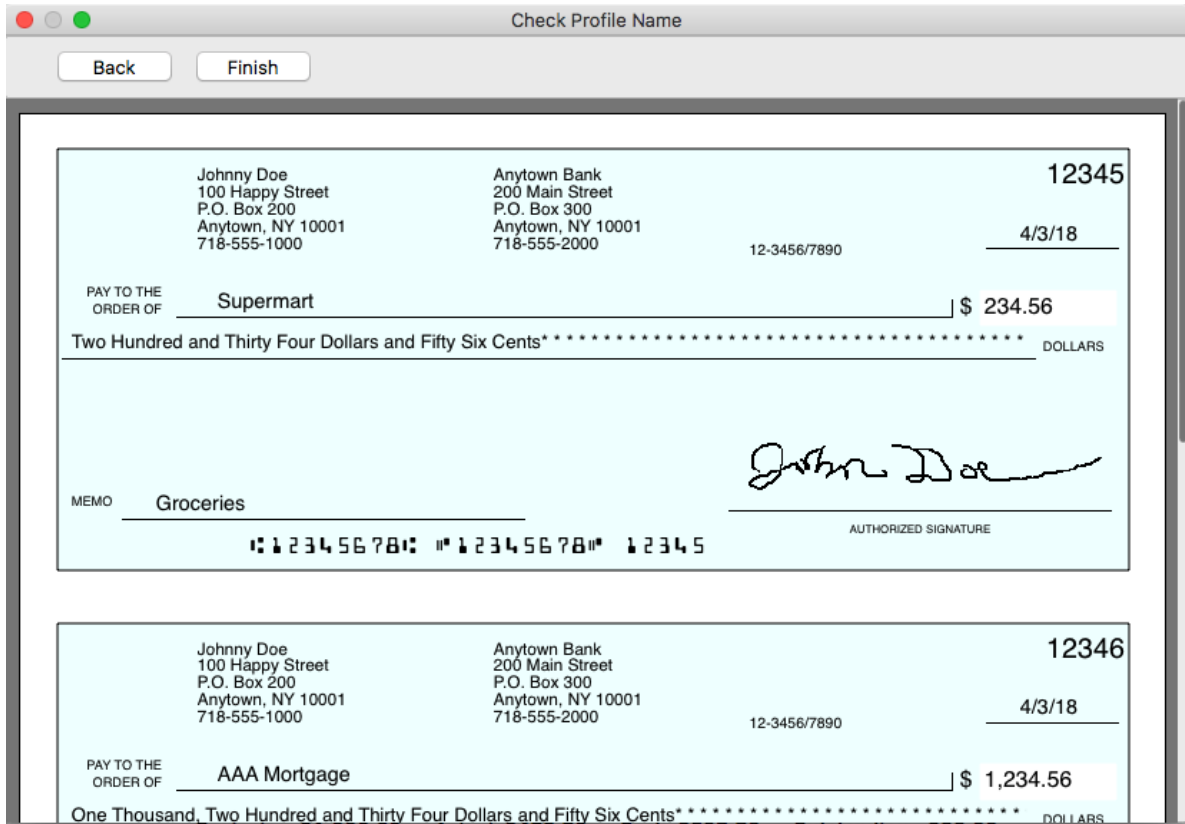 Check Profile Name
Back Finish
Johnny Doe
100 Happy Street
P.O. Box 200
Anytown, NY 10001
718-555-1000
Anytown Bank
200 Main Street
P.O. Box 300
Anytown, NY 10001
718-555-2000
12-3456/7890
12345
4/3/18
PAY TO THE
ORDER OF
Supermart
$ 234.56
Two Hundred and Thirty Four Dollars and Fifty Six Cents* * * * * * * * * * * * * * * * * * * * * * * * * * * * * * * * * * * * * * DOLLARS
John Doe
MEMO Groceries
AUTHORIZED SIGNATURE
⑆12345678⑆ ⑈12345678⑈ 12345
Johnny Doe
100 Happy Street
P.O. Box 200
Anytown, NY 10001
718-555-1000
Anytown Bank
200 Main Street
P.O. Box 300
Anytown, NY 10001
718-555-2000
12-3456/7890
12346
4/3/18
PAY TO THE
ORDER OF
AAA Mortgage
$ 1,234.56
One Thousand, Two Hundred and Thirty Four Dollars and Fifty Six Cents* * * * * * * * * * * * * * * * * * * * * * * * * * * DOLLARS